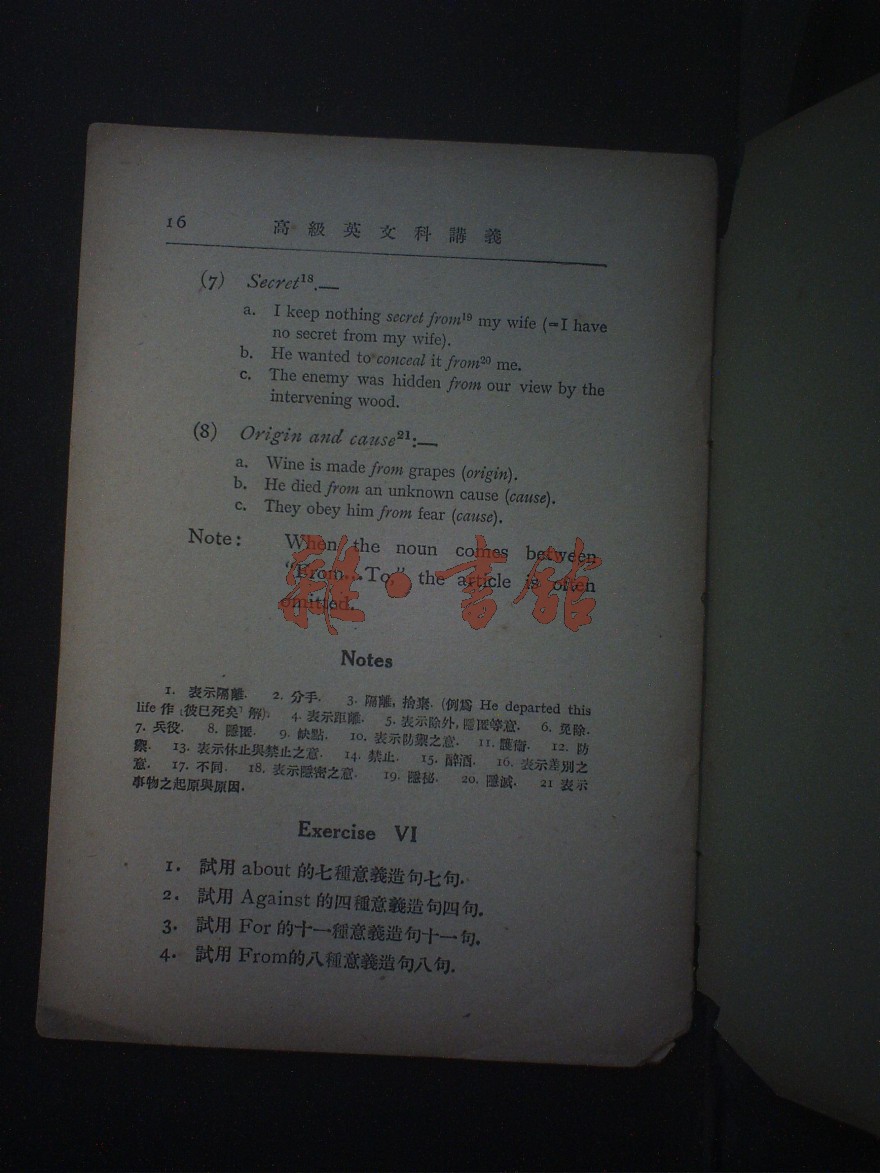 16 高級英文科講義
(7) Secret¹⁸.—
a. I keep nothing secret from¹⁹ my wife (=I have
no secret from my wife).
b. He wanted to conceal it from²⁰ me.
c. The enemy was hidden from our view by the
intervening wood.
(8) Origin and cause²¹:—
a. Wine is made from grapes (origin).
b. He died from an unknown cause (cause).
c. They obey him from fear (cause).
Note: When the noun comes between
"From...To," the article is often
omitted.
雜·書館
Notes
1. 表示隔離. 2. 分手. 3. 隔離, 捨棄. (例爲 He departed this
life 作「彼已死矣」解). 4. 表示距離. 5. 表示除外, 隱匿等意. 6. 免除.
7. 兵役. 8. 隱匿. 9. 缺點. 10. 表示防禦之意. 11. 護衞. 12. 防
禦. 13. 表示休止與禁止之意. 14. 禁止. 15. 醉酒. 16. 表示差別之
意. 17. 不同. 18. 表示隱密之意. 19. 隱秘. 20. 隱滅. 21 表示
事物之起原與原因.
Exercise VI
1. 試用 about 的七種意義造句七句.
2. 試用 Against 的四種意義造句四句.
3. 試用 For 的十一種意義造句十一句.
4. 試用 From的八種意義造句八句.